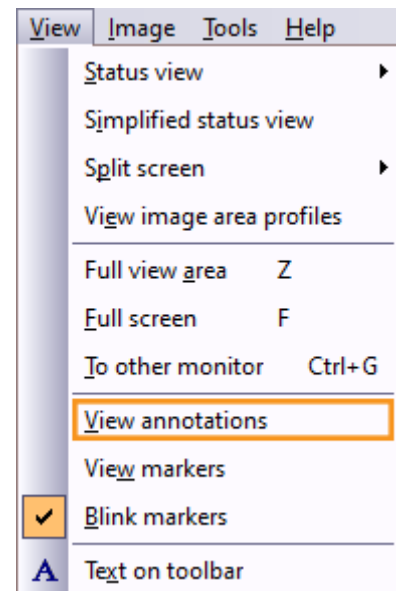 View Image Tools Help
Status view
Simplified status view
Split screen
View image area profiles
Full view area Z
Full screen F
To other monitor Ctrl+G
View annotations
View markers
Blink markers
A Text on toolbar